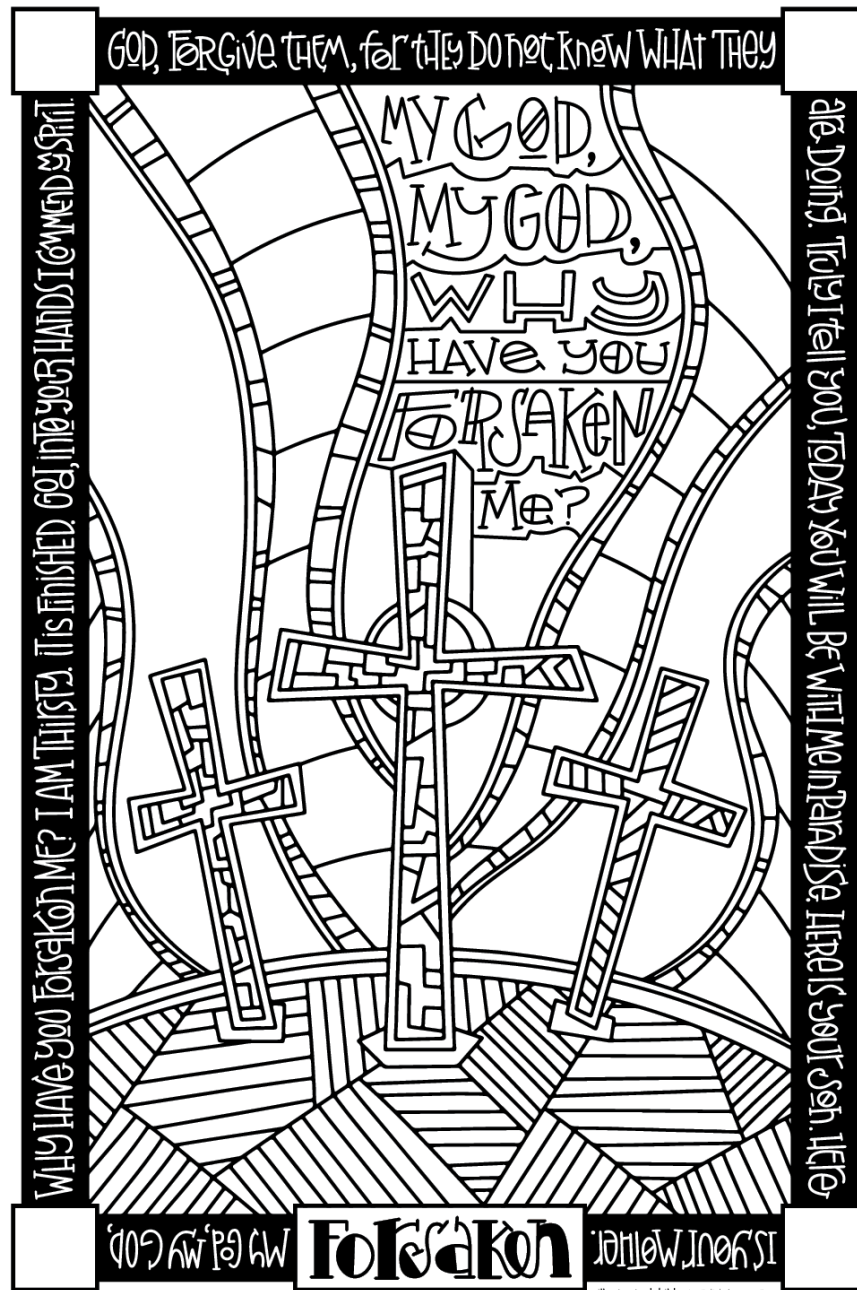 GOD, FORGIVE THEM, for tHEY DO not KnoW WHAt THEY
are Doing. Truly I tell you, TODAY YOU WILL BE WITH ME IN PARADISE. HERE IS YOUR SON. HERE
IS YOUR MOTHER.
MY GOD, MY GOD,
WHY HAVE YOU FORSAKEN ME? I AM THIRSTY. IT IS FINISHED. GOD, INTO YOUR HANDS I COMMEND MY SPIRIT.
MY GOD,
MY GOD,
WHY
HAVE YOU
FORSAKEN
Me?
Forsaken